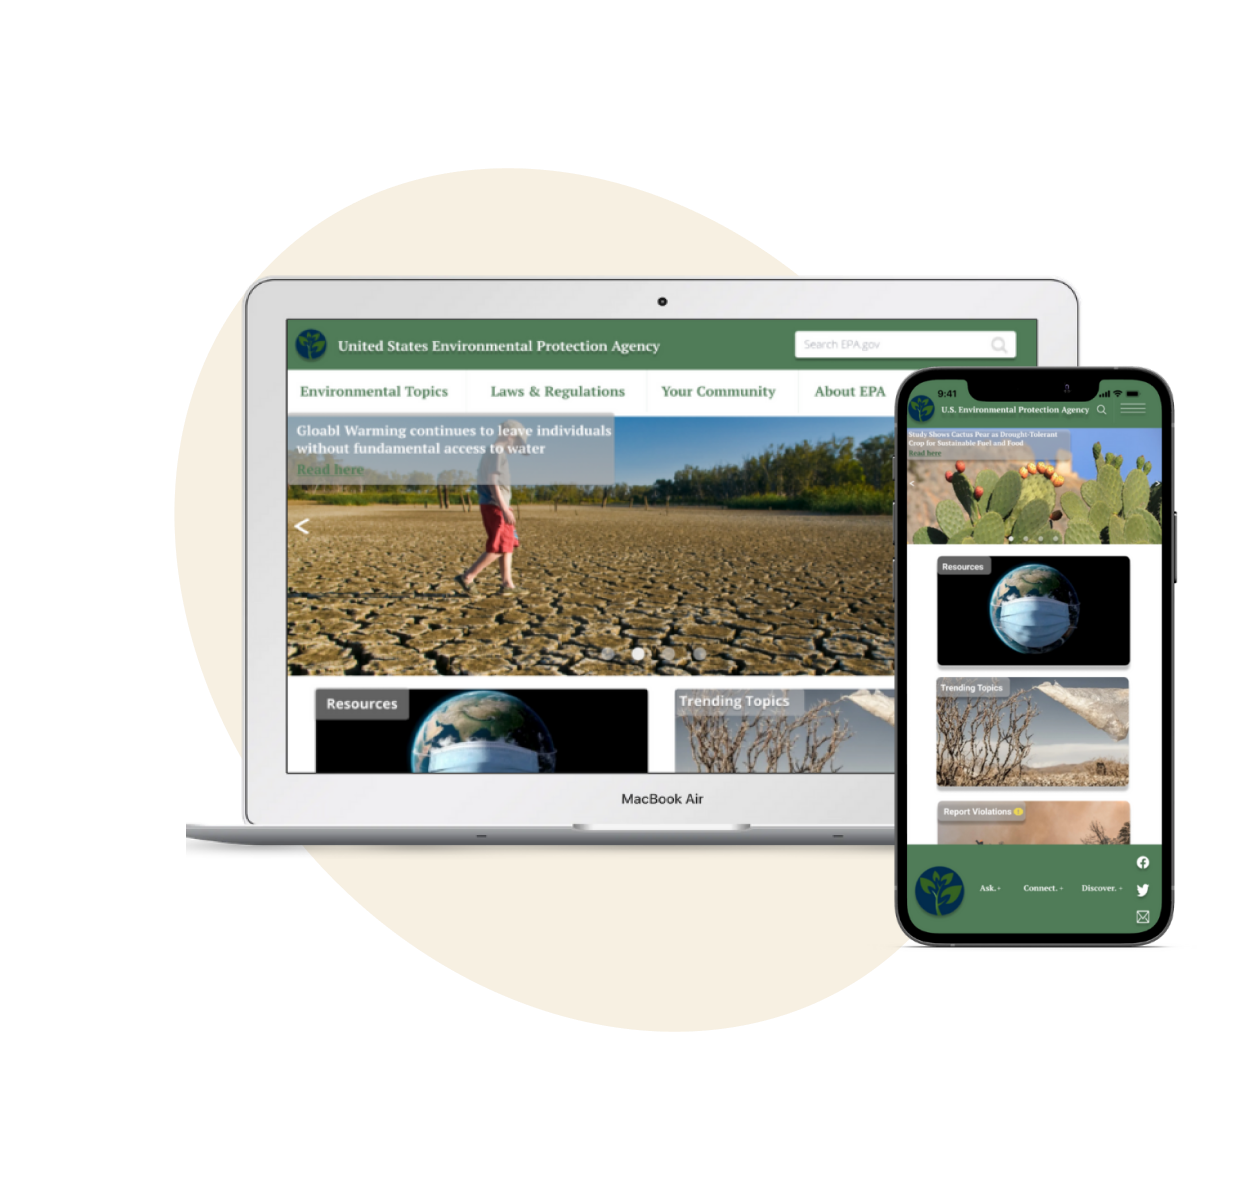 United States Environmental Protection Agency
Search EPA.gov
Environmental Topics
Laws & Regulations
Your Community
About EPA
Gloabl Warming continues to leave individuals
without fundamental access to water
Read here
<
Resources
Trending Topics
MacBook Air
9:41
U.S. Environmental Protection Agency
Study Shows Cactus Pear as Drought-Tolerant
Crop for Sustainable Fuel and Food
Read here
<
Resources
Trending Topics
Report Violations
Ask. +
Connect. +
Discover. +